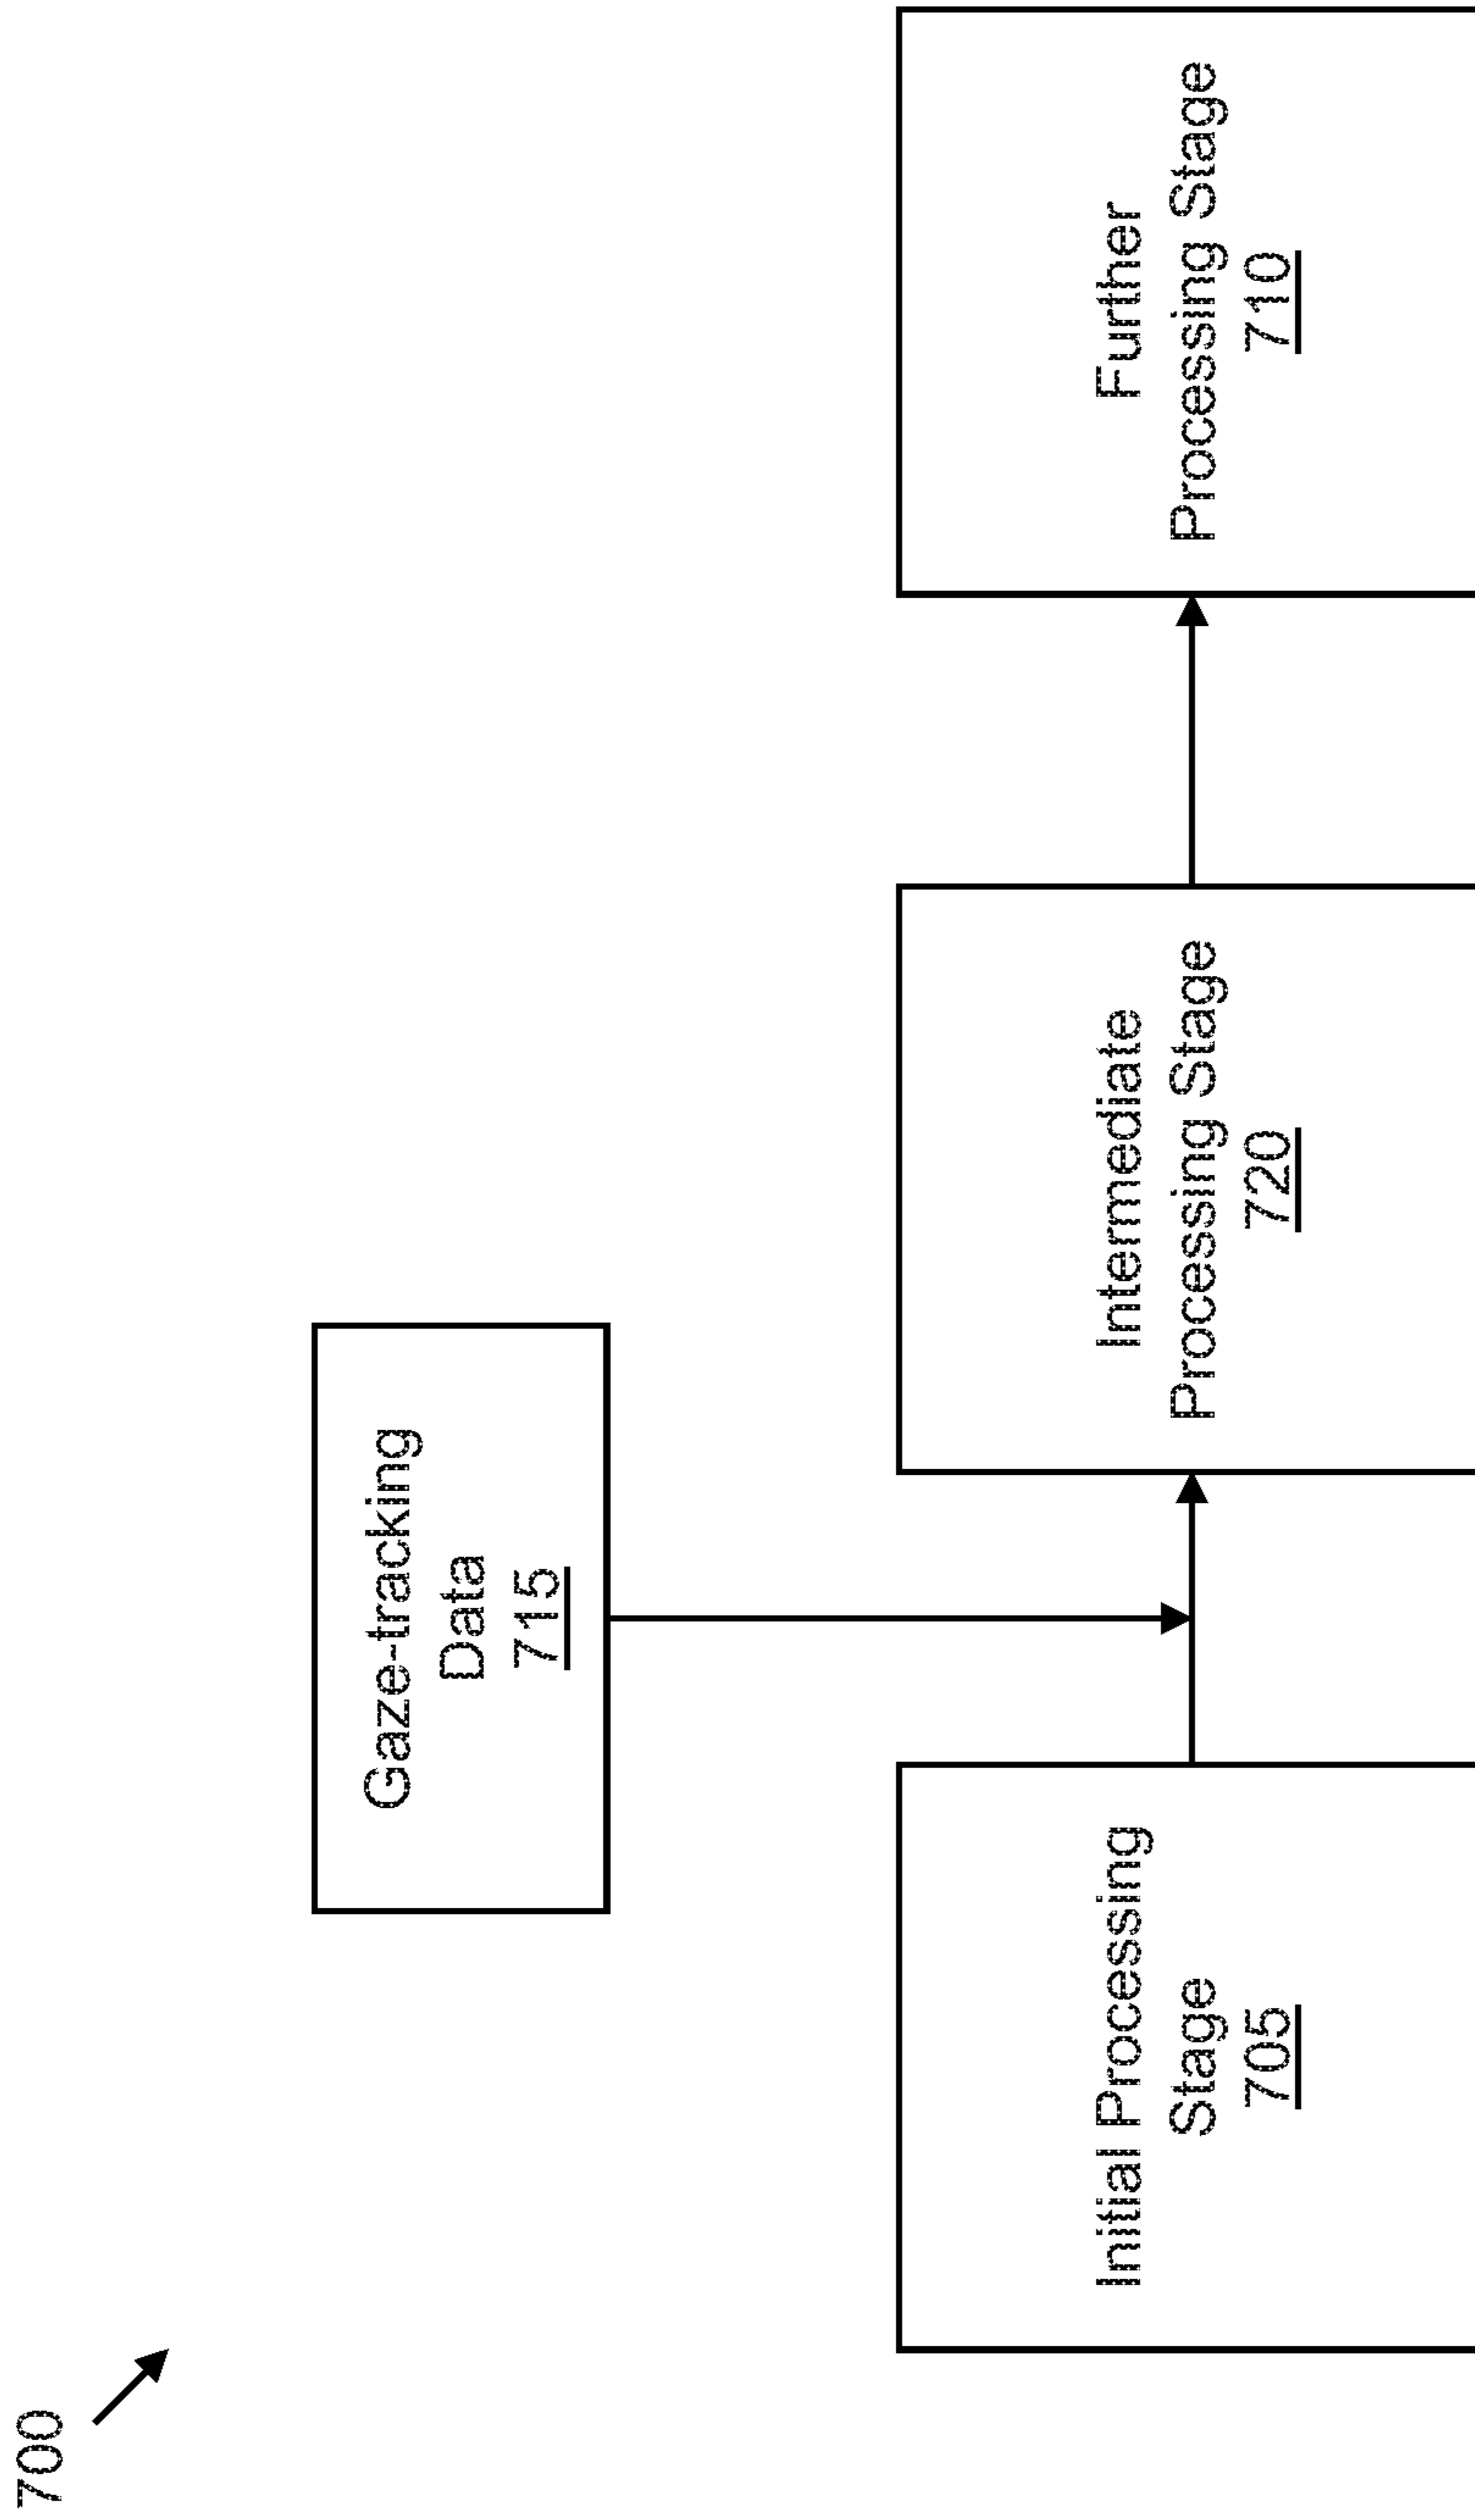 700
Gaze-tracking
Data
715
Initial Processing
Stage
705
Intermediate
Processing Stage
720
Further
Processing Stage
710